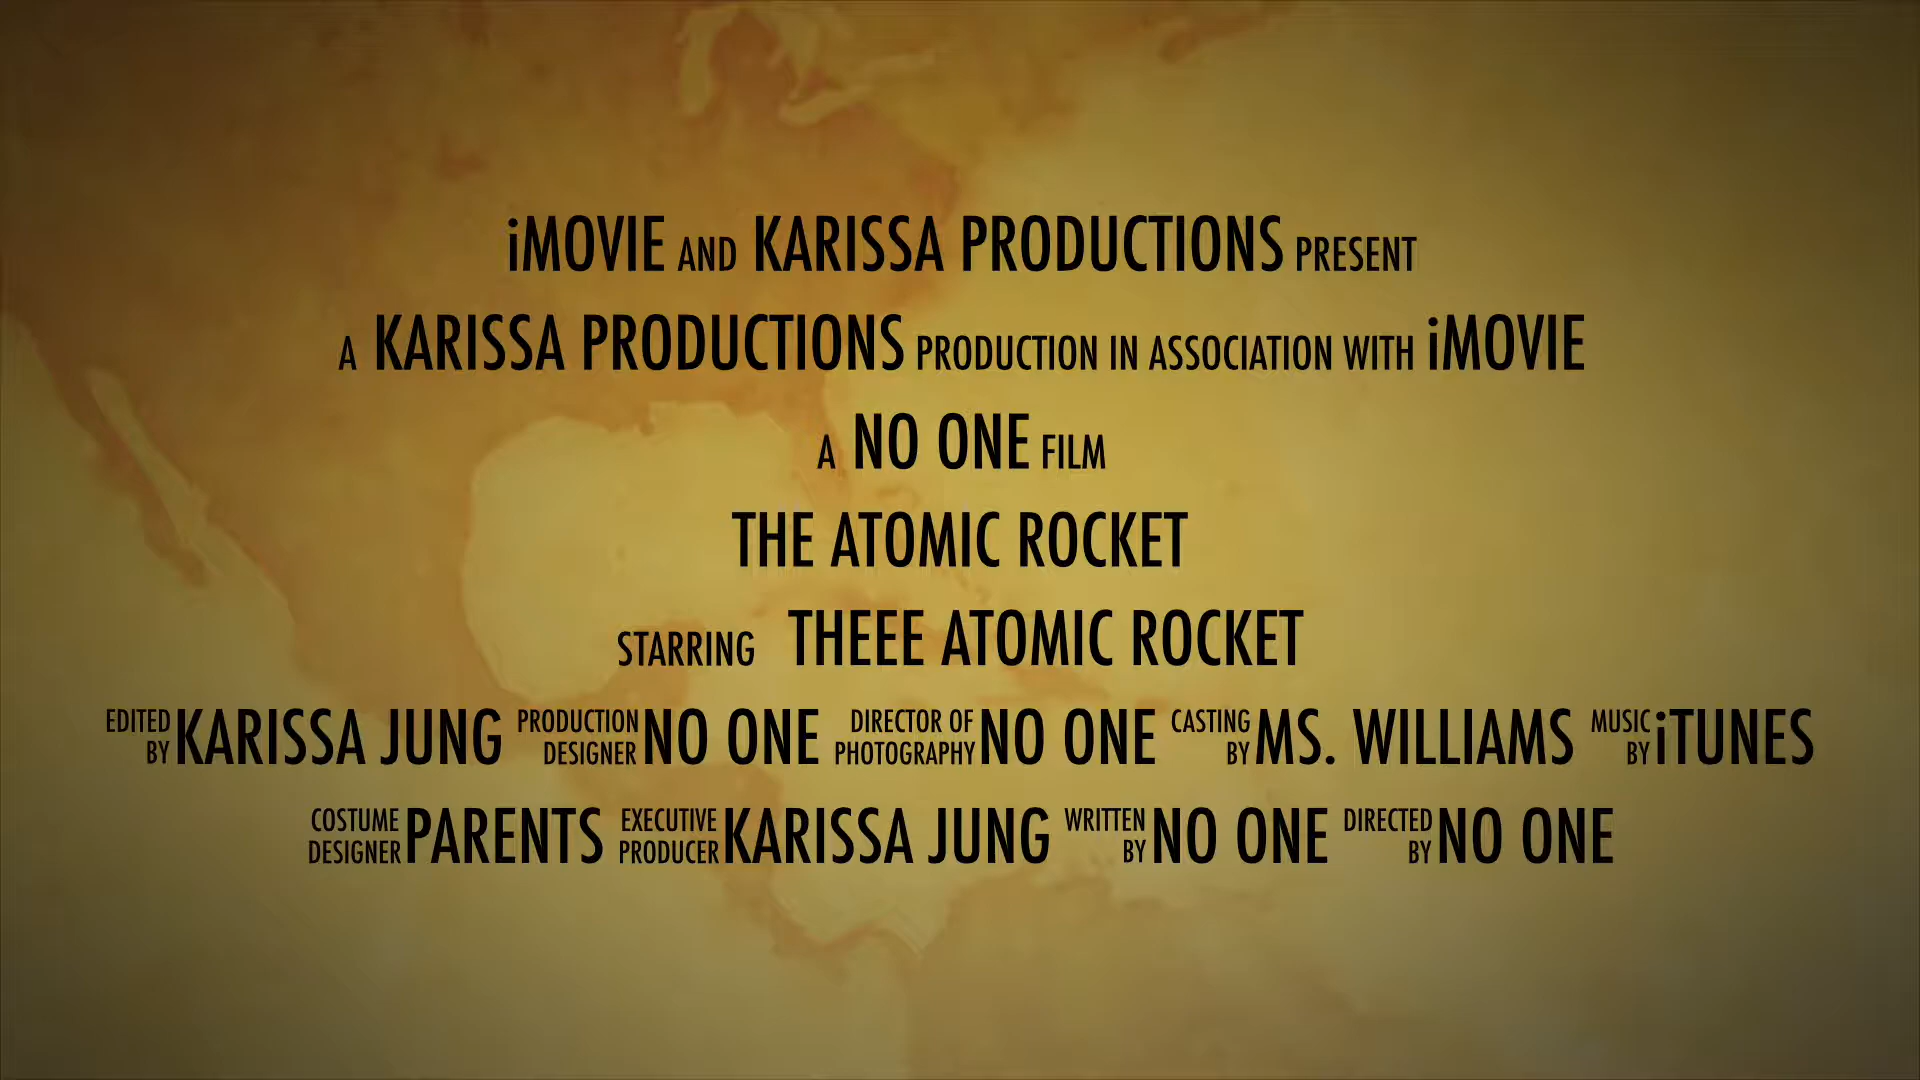 iMOVIE AND KARISSA PRODUCTIONS PRESENT
A KARISSA PRODUCTIONS PRODUCTION IN ASSOCIATION WITH iMOVIE
A NO ONE FILM
THE ATOMIC ROCKET
STARRING THEEE ATOMIC ROCKET
EDITED BY KARISSA JUNG PRODUCTION DESIGNER NO ONE DIRECTOR OF PHOTOGRAPHY NO ONE CASTING BY MS. WILLIAMS MUSIC BY iTUNES
COSTUME DESIGNER PARENTS EXECUTIVE PRODUCER KARISSA JUNG WRITTEN BY NO ONE DIRECTED BY NO ONE